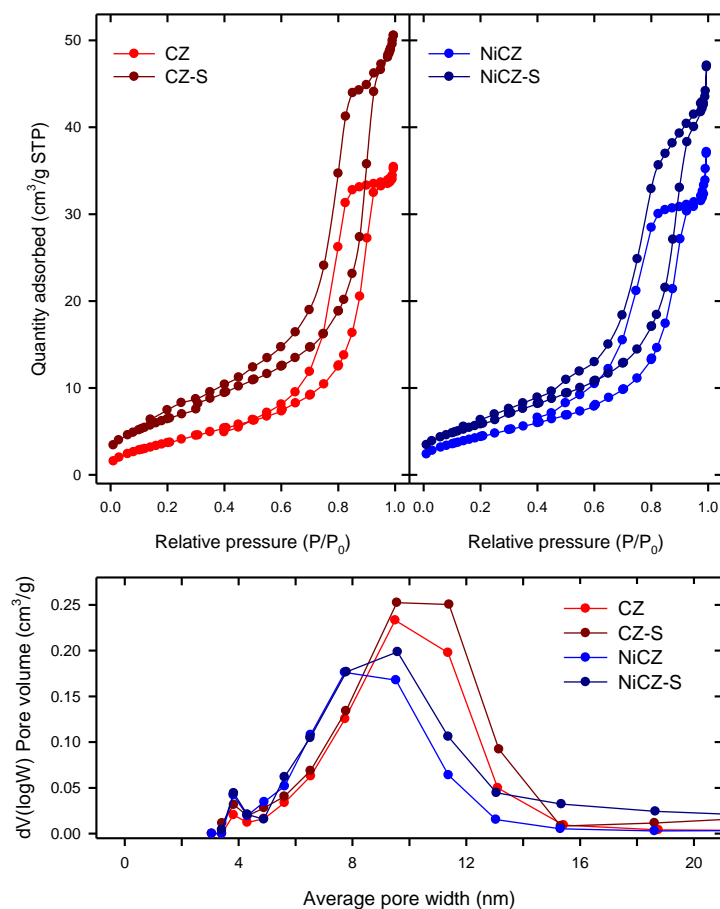 CZ
CZ-S
NiCZ
NiCZ-S
Quantity adsorbed (cm³/g STP)
50
40
30
20
10
0
0.0 0.2 0.4 0.6 0.8 1.0
0.0 0.2 0.4 0.6 0.8 1.0
Relative pressure (P/P₀)
Relative pressure (P/P₀)
dV(logW) Pore volume (cm³/g)
0.25
0.20
0.15
0.10
0.05
0.00
CZ
CZ-S
NiCZ
NiCZ-S
0 4 8 12 16 20
Average pore width (nm)